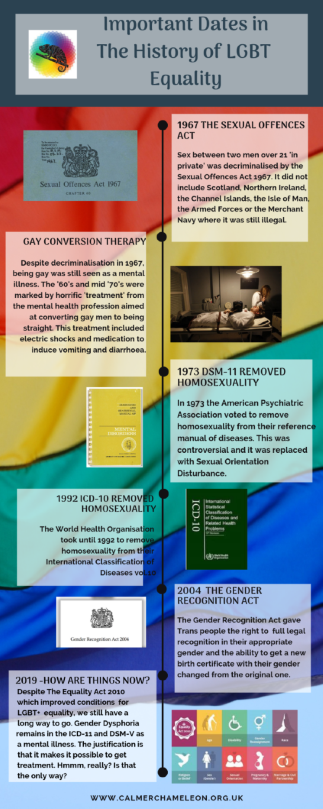 Important Dates in
The History of LGBT
Equality
1967 THE SEXUAL OFFENCES
ACT
Sex between two men over 21 'in
private' was decriminalised by the
Sexual Offences Act 1967. It did not
include Scotland, Northern Ireland,
the Channel Islands, the Isle of Man,
the Armed Forces or the Merchant
Navy where it was still illegal.
Sexual Offences Act 1967
GAY CONVERSION THERAPY
Despite decriminalisation in 1967,
being gay was still seen as a mental
illness. The '60's and mid '70's were
marked by horrific 'treatment' from
the mental health profession aimed
at converting gay men to being
straight. This treatment included
electric shocks and medication to
induce vomiting and diarrhoea.
1973 DSM-11 REMOVED
HOMOSEXUALITY
In 1973 the American Psychiatric
Association voted to remove
homosexuality from their reference
manual of diseases. This was
controversial and it was replaced
with Sexual Orientation
Disturbance.
1992 ICD-10 REMOVED
HOMOSEXUALITY
The World Health Organisation
took until 1992 to remove
homosexuality from their
International Classification of
Diseases vol.10
ICD-10
International
Statistical
Classification
of Diseases and
Related Health
Problems
2004 THE GENDER
RECOGNITION ACT
The Gender Recognition Act gave
Trans people the right to full legal
recognition in their appropriate
gender and the ability to get a new
birth certificate with their gender
changed from the original one.
Gender Recognition Act 2004
2019 -HOW ARE THINGS NOW?
Despite The Equality Act 2010
which improved conditions for
LGBT+ equality, we still have a
long way to go. Gender Dysphoria
remains in the ICD-11 and DSM-V as
a mental illness. The justification is
that it makes it possible to get
treatment. Hmmm, really? Is that
the only way?
WWW.CALMERCHAMELEON.ORG.UK